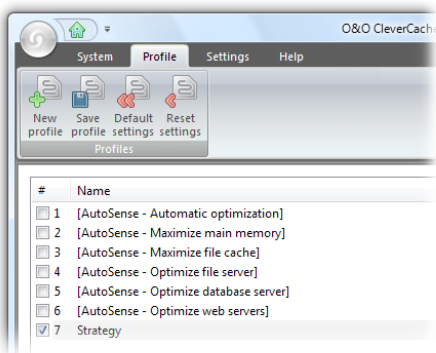 O&O CleverCache
System Profile Settings Help
New profile Save profile Default settings Reset settings
Profiles
# Name
1 [AutoSense - Automatic optimization]
2 [AutoSense - Maximize main memory]
3 [AutoSense - Maximize file cache]
4 [AutoSense - Optimize file server]
5 [AutoSense - Optimize database server]
6 [AutoSense - Optimize web servers]
7 Strategy